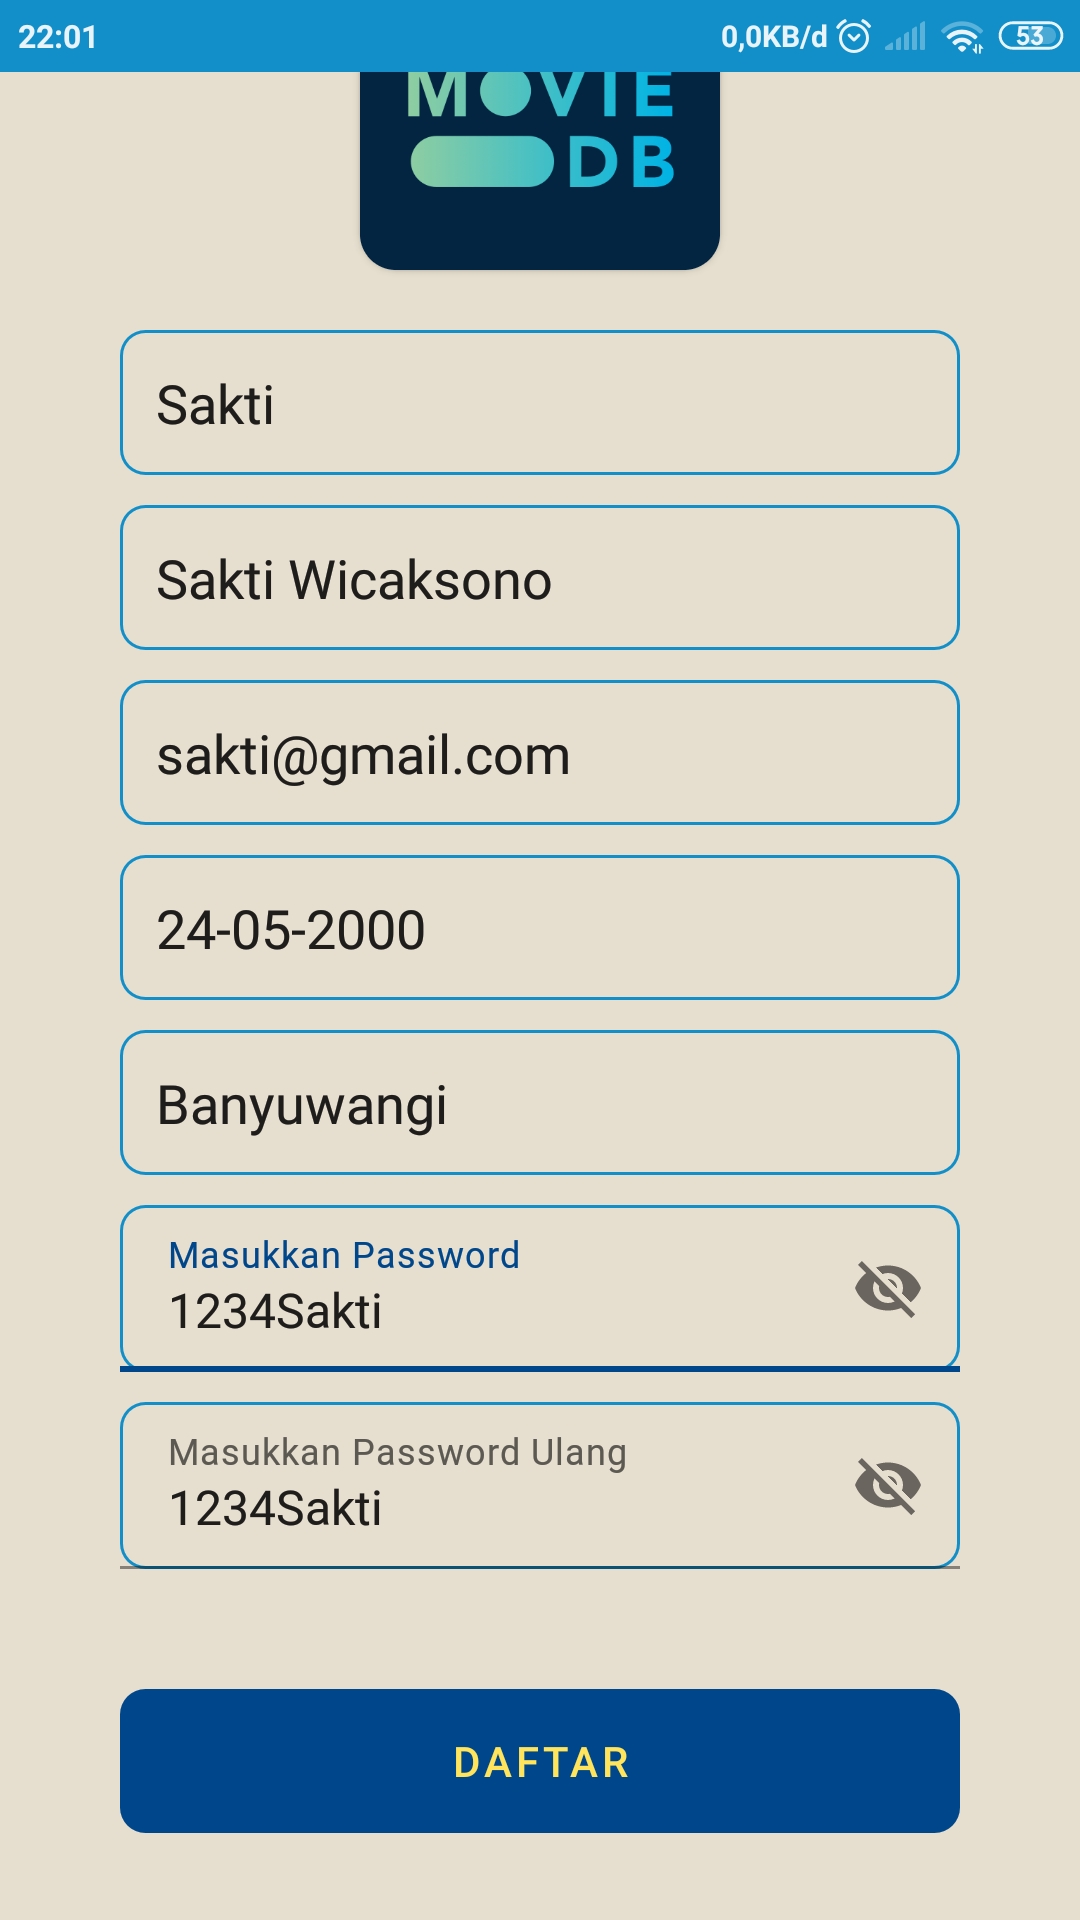 22:01 0,0KB/d 53
MOVIE
DB
Sakti
Sakti Wicaksono
sakti@gmail.com
24-05-2000
Banyuwangi
Masukkan Password
1234Sakti
Masukkan Password Ulang
1234Sakti
DAFTAR